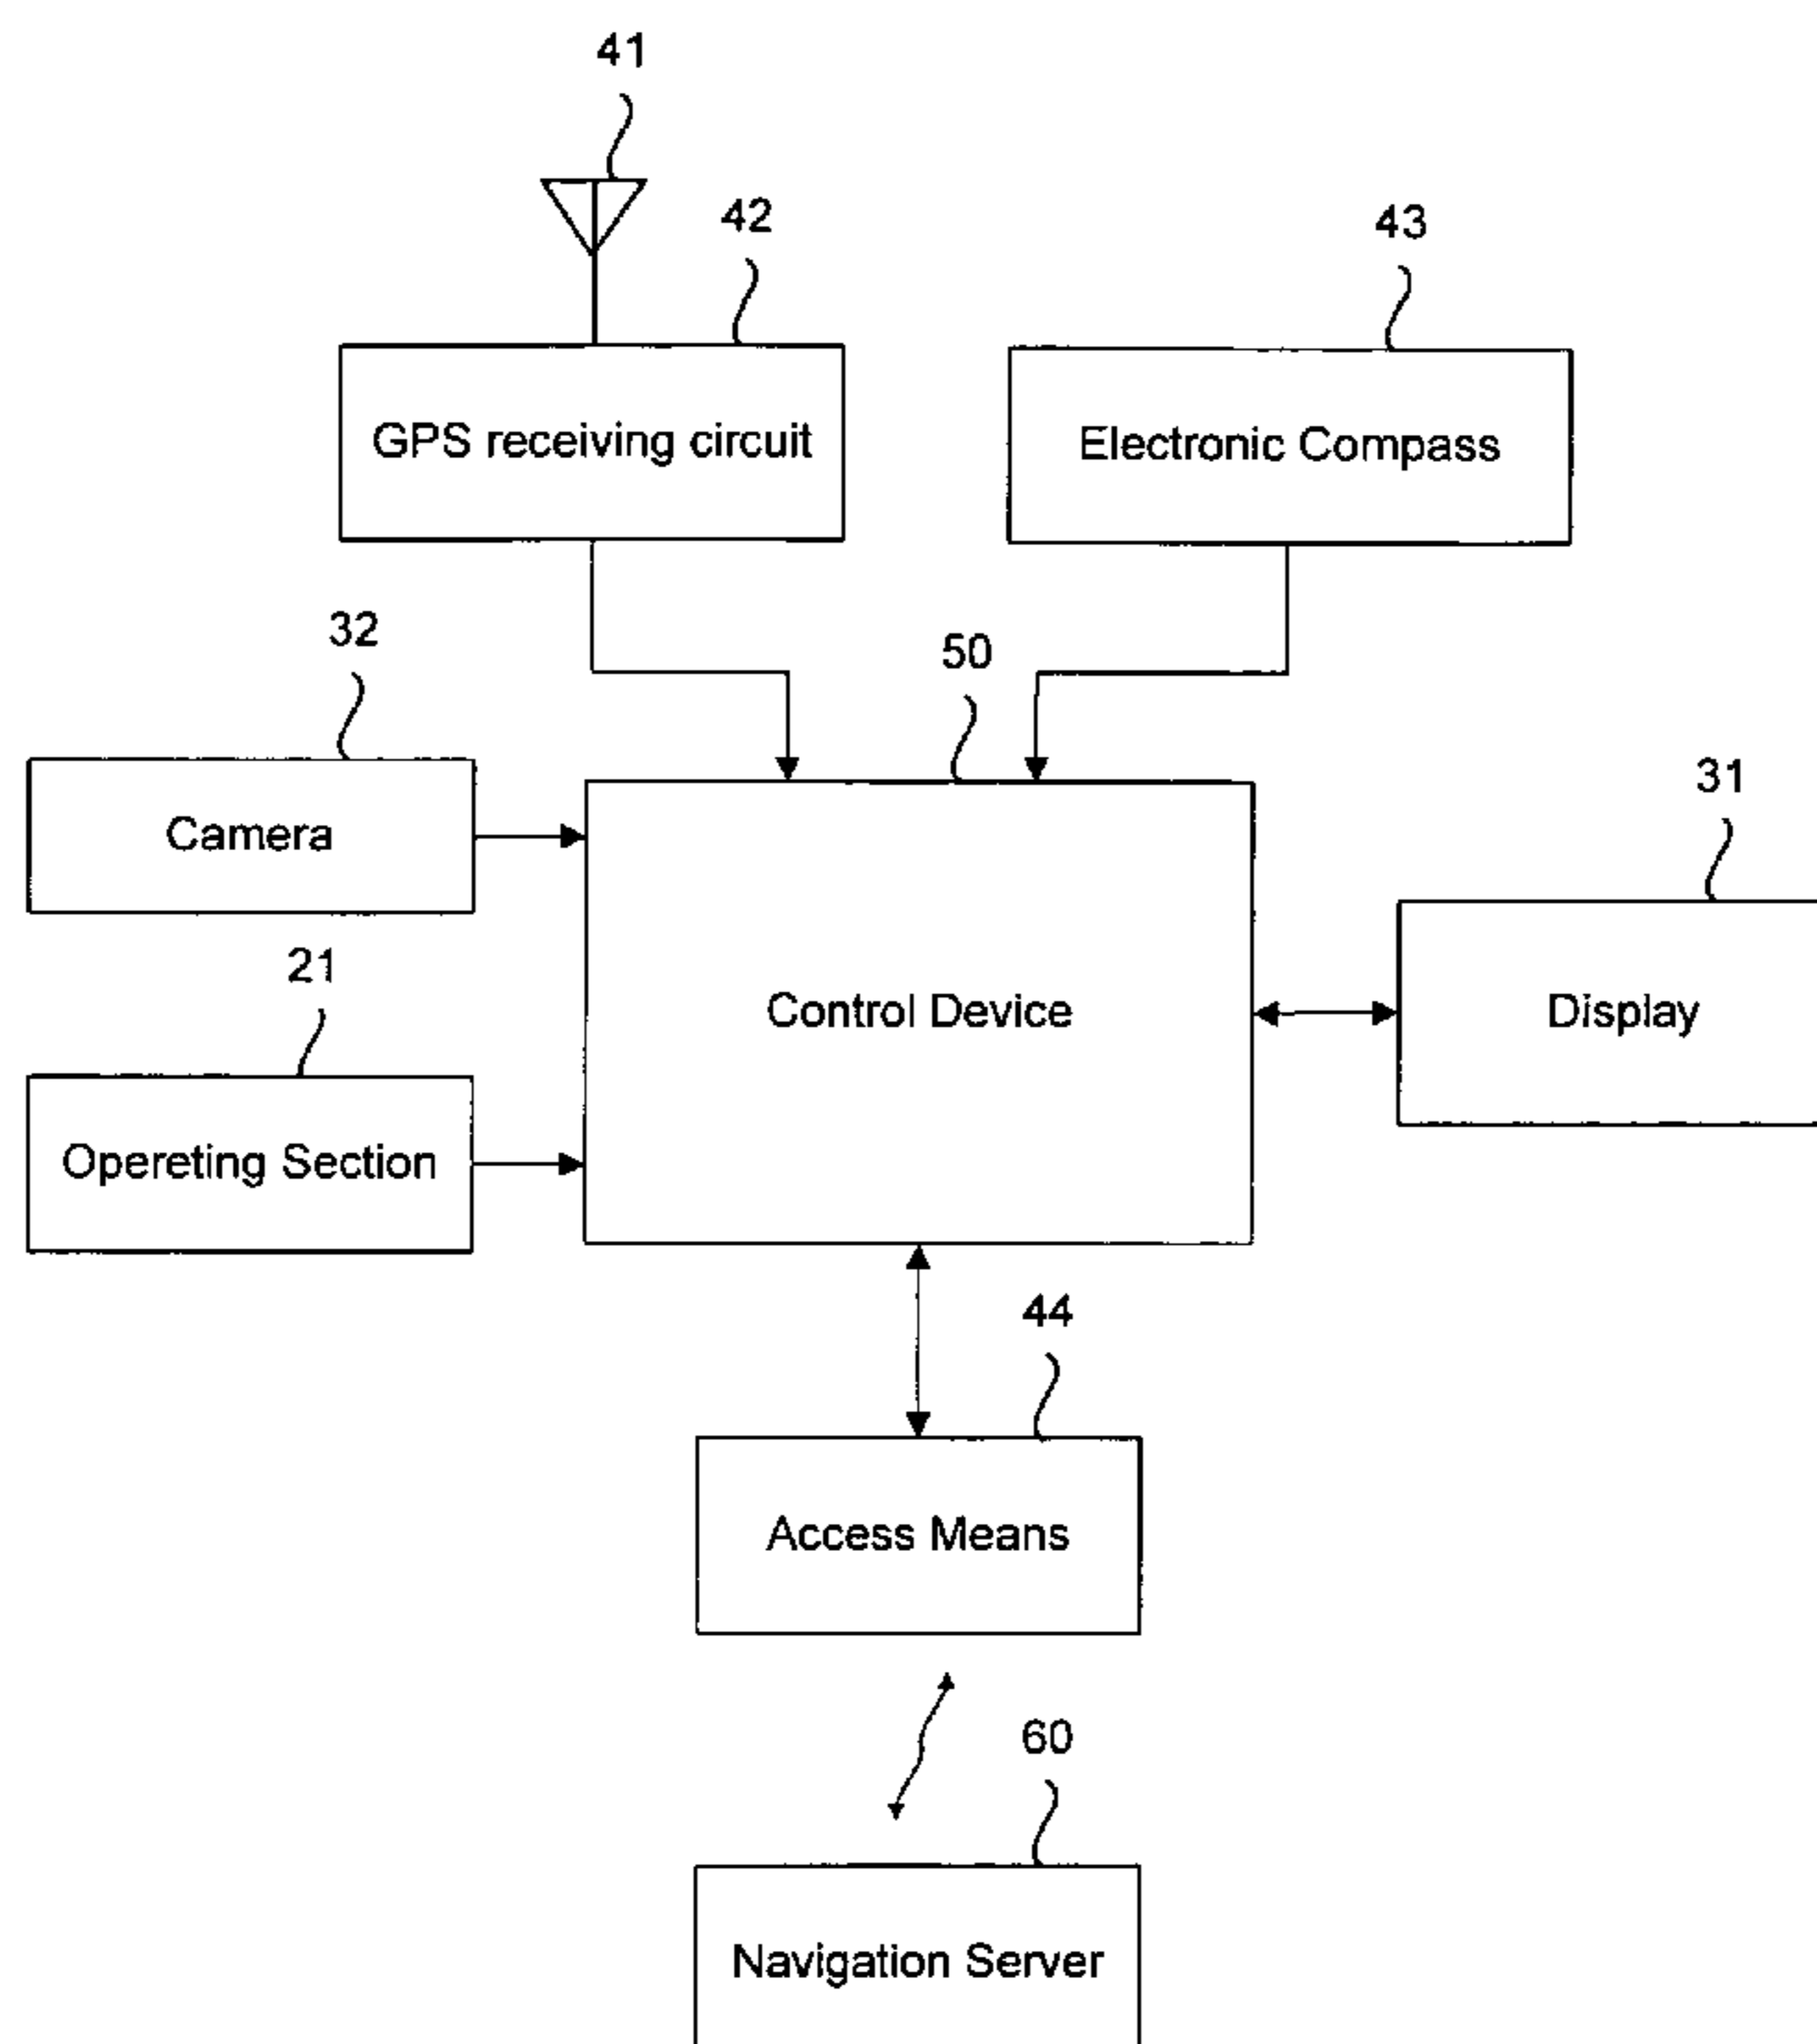 41
42
43
GPS receiving circuit
Electronic Compass
32
50
31
Camera
21
Control Device
Display
Opereting Section
44
Access Means
60
Navigation Server